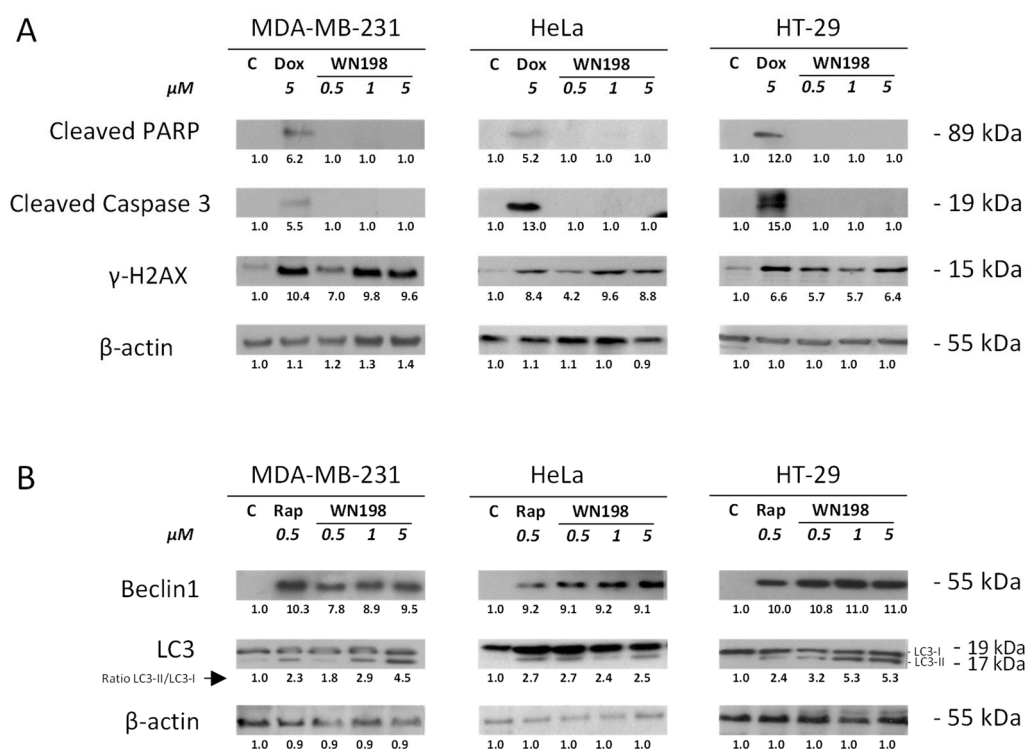 A
MDA-MB-231 HeLa HT-29
C Dox WN198 C Dox WN198 C Dox WN198
μM 5 0.5 1 5 5 0.5 1 5 5 0.5 1 5
Cleaved PARP - 89 kDa
1.0 6.2 1.0 1.0 1.0 1.0 5.2 1.0 1.0 1.0 1.0 12.0 1.0 1.0 1.0
Cleaved Caspase 3 - 19 kDa
1.0 5.5 1.0 1.0 1.0 1.0 13.0 1.0 1.0 1.0 1.0 15.0 1.0 1.0 1.0
γ-H2AX - 15 kDa
1.0 10.4 7.0 9.8 9.6 1.0 8.4 4.2 9.6 8.8 1.0 6.6 5.7 5.7 6.4
β-actin - 55 kDa
1.0 1.1 1.2 1.3 1.4 1.0 1.1 1.1 1.0 0.9 1.0 1.0 1.0 1.0 1.0
B
MDA-MB-231 HeLa HT-29
C Rap WN198 C Rap WN198 C Rap WN198
μM 0.5 0.5 1 5 0.5 0.5 1 5 0.5 0.5 1 5
Beclin1 - 55 kDa
1.0 10.3 7.8 8.9 9.5 1.0 9.2 9.1 9.2 9.1 1.0 10.0 10.8 11.0 11.0
LC3 - LC3-I - 19 kDa
- LC3-II - 17 kDa
Ratio LC3-II/LC3-I 1.0 2.3 1.8 2.9 4.5 1.0 2.7 2.7 2.4 2.5 1.0 2.4 3.2 5.3 5.3
β-actin - 55 kDa
1.0 0.9 0.9 0.9 0.9 1.0 1.0 1.0 1.0 1.0 1.0 1.0 1.0 1.0 1.0